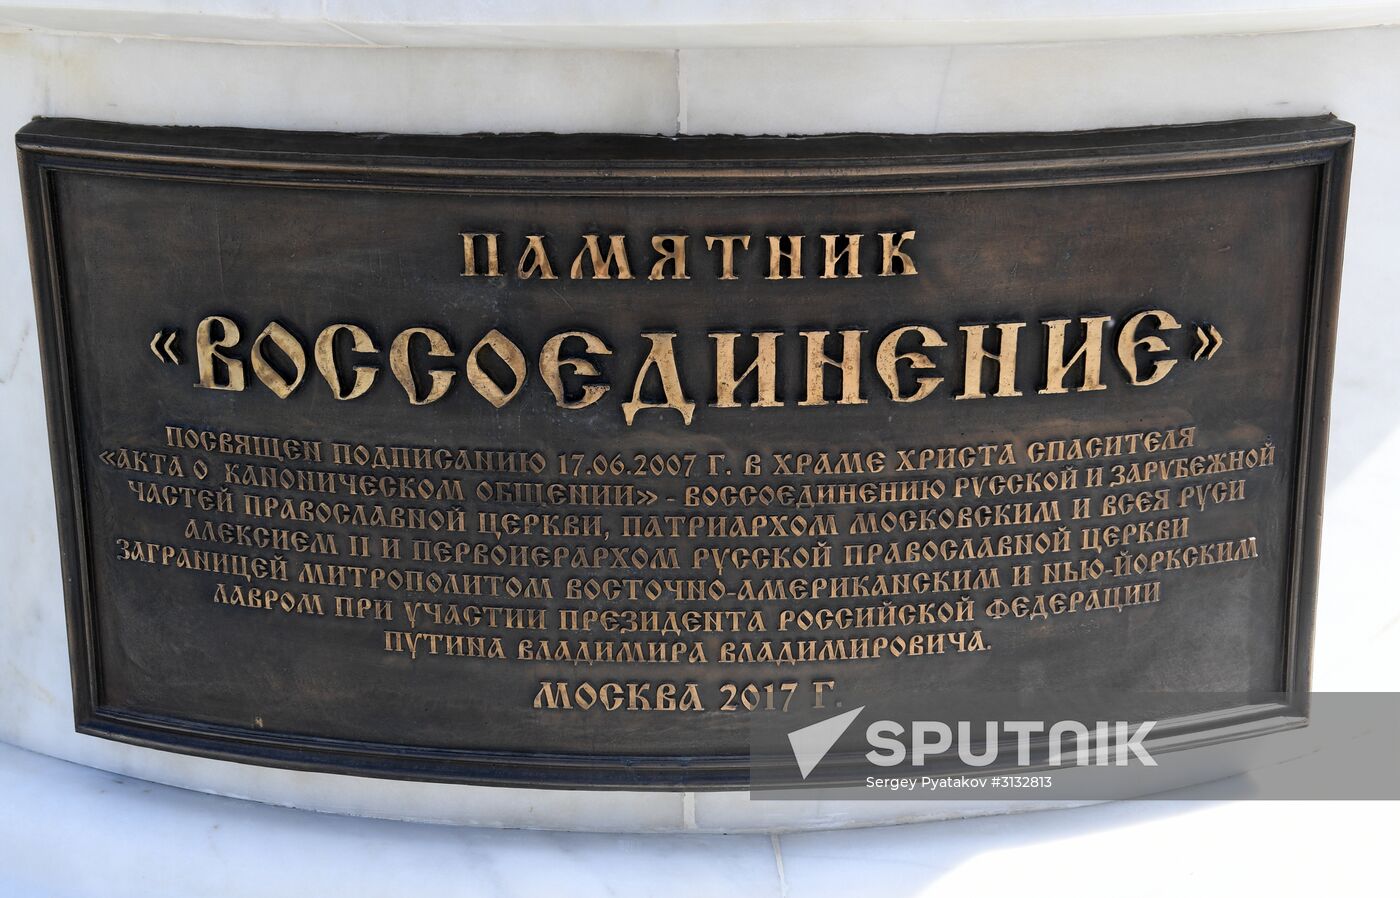 ПАМЯТНИК
«ВОССОЕДИНЕНИЕ»
ПОСВЯЩЕН ПОДПИСАНИЮ 17.06.2007 Г. В ХРАМЕ ХРИСТА СПАСИТЕЛЯ
«АКТА О КАНОНИЧЕСКОМ ОБЩЕНИИ» - ВОССОЕДИНЕНИЮ РУССКОЙ И ЗАРУБЕЖНОЙ
ЧАСТЕЙ ПРАВОСЛАВНОЙ ЦЕРКВИ, ПАТРИАРХОМ МОСКОВСКИМ И ВСЕЯ РУСИ
АЛЕКСИЕМ II И ПЕРВОИЕРАРХОМ РУССКОЙ ПРАВОСЛАВНОЙ ЦЕРКВИ
ЗАГРАНИЦЕЙ МИТРОПОЛИТОМ ВОСТОЧНО-АМЕРИКАНСКИМ И НЬЮ-ЙОРКСКИМ
ЛАВРОМ ПРИ УЧАСТИИ ПРЕЗИДЕНТА РОССИЙСКОЙ ФЕДЕРАЦИИ
ПУТИНА ВЛАДИМИРА ВЛАДИМИРОВИЧА.
МОСКВА 2017 Г.
SPUTNIK
Sergey Pyatakov #3132813